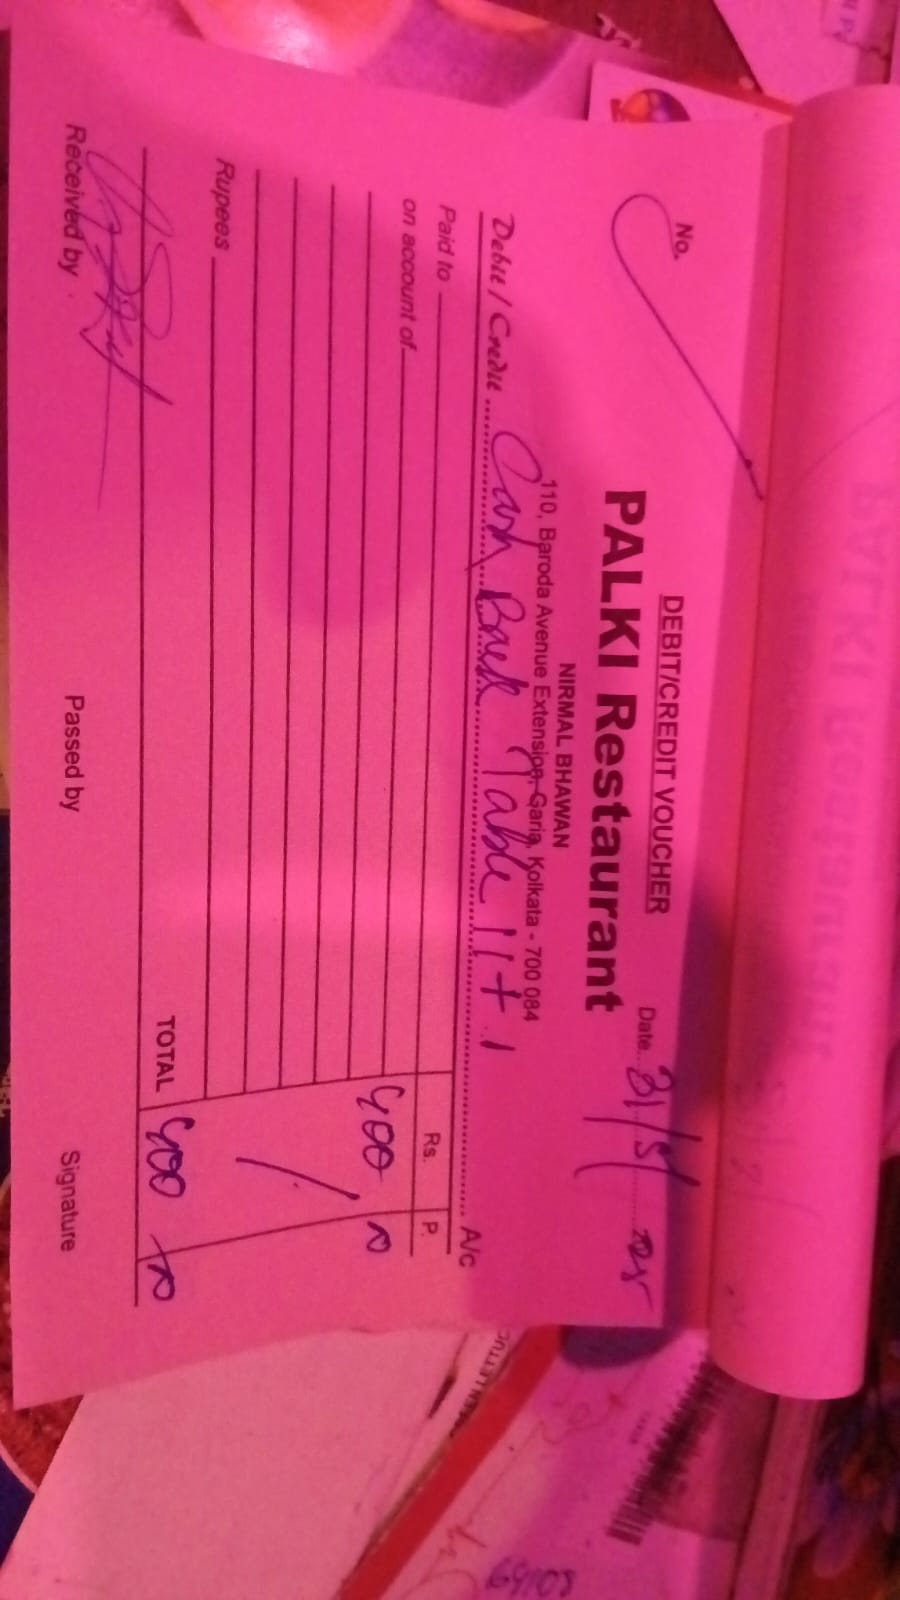 DEBIT/CREDIT VOUCHER
No.
PALKI Restaurant
Date 31/5/2025
NIRMAL BHAWAN
110, Baroda Avenue Extension, Garia, Kolkata - 700 084
Debit / Credit Cash Back Table 11+1 A/c
Paid to
Rs. P.
on account of
400
Rupees
TOTAL 400
Received by Passed by Signature